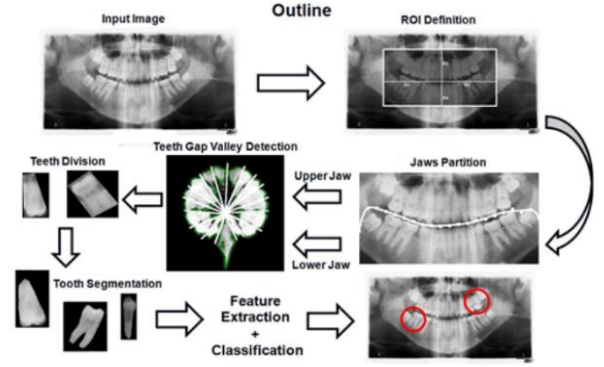 Outline
Input Image
ROI Definition
Teeth Gap Valley Detection
Teeth Division
Upper Jaw
Jaws Partition
Lower Jaw
Tooth Segmentation
Feature
Extraction
+
Classification